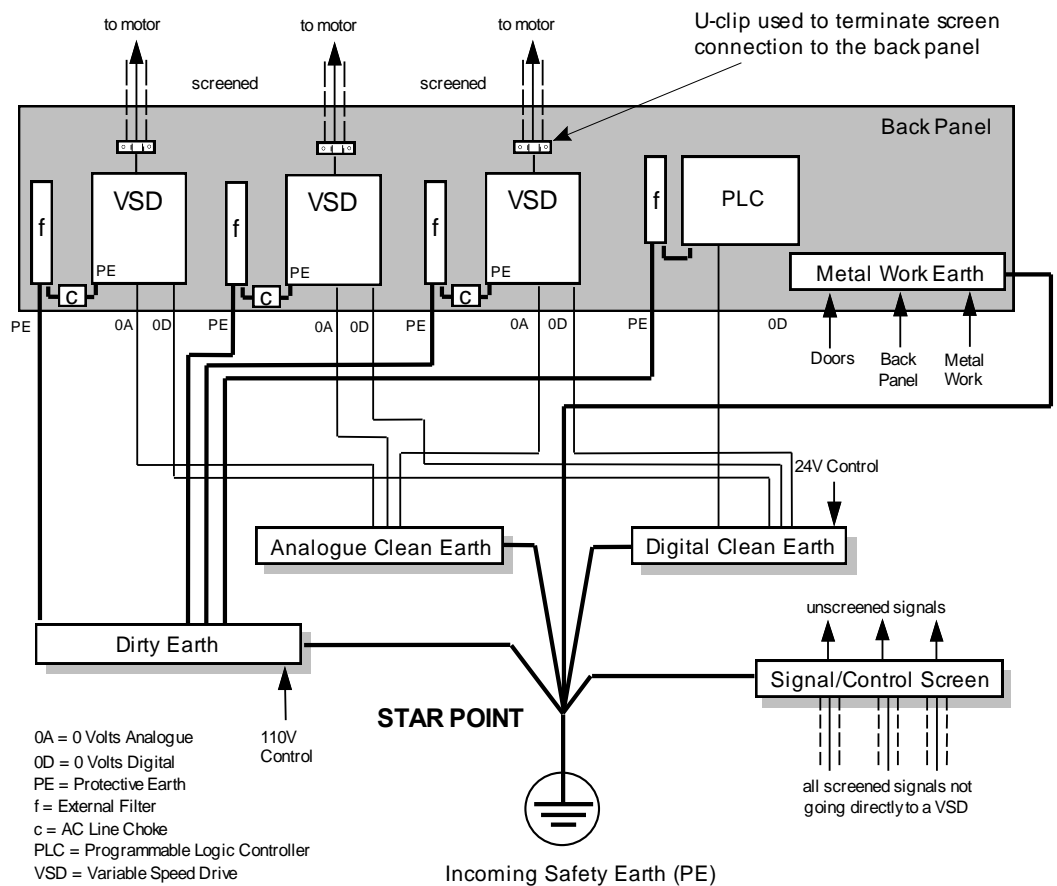 to motor
to motor
to motor
U-clip used to terminate screen
connection to the back panel
screened
screened
Back Panel
VSD
VSD
VSD
f
PLC
f
f
f
PE
PE
PE
c
c
c
Metal Work Earth
PE
0A
0D
PE
0A
0D
PE
0A
0D
PE
0D
Doors
Back
Panel
Metal
Work
24V Control
Analogue Clean Earth
Digital Clean Earth
unscreened signals
Dirty Earth
Signal/Control Screen
STAR POINT
110V
Control
all screened signals not
going directly to a VSD
0A = 0 Volts Analogue
0D = 0 Volts Digital
PE = Protective Earth
f = External Filter
c = AC Line Choke
PLC = Programmable Logic Controller
VSD = Variable Speed Drive
Incoming Safety Earth (PE)